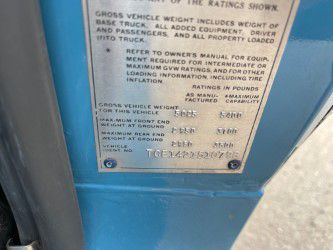 OF THE RATINGS SHOWN.
GROSS VEHICLE WEIGHT INCLUDES WEIGHT OF
BASE TRUCK, ALL ADDED EQUIPMENT, DRIVER
AND PASSENGERS, AND ALL PROPERTY LOADED
INTO TRUCK.
* REFER TO OWNER'S MANUAL FOR EQUIP-
MENT REQUIRED FOR INTERMEDIATE OR
MAXIMUM GVW RATINGS, AND FOR OTHER
LOADING INFORMATION, INCLUDING TIRE
INFLATION.
RATINGS IN POUNDS
AS MANU- *MAXIMUM
FACTURED CAPABILITY
GROSS VEHICLE WEIGHT
FOR THIS VEHICLE 5400
MAXIMUM FRONT END
WEIGHT AT GROUND
MAXIMUM REAR END
WEIGHT AT GROUND
VEHICLE
IDENT NO.